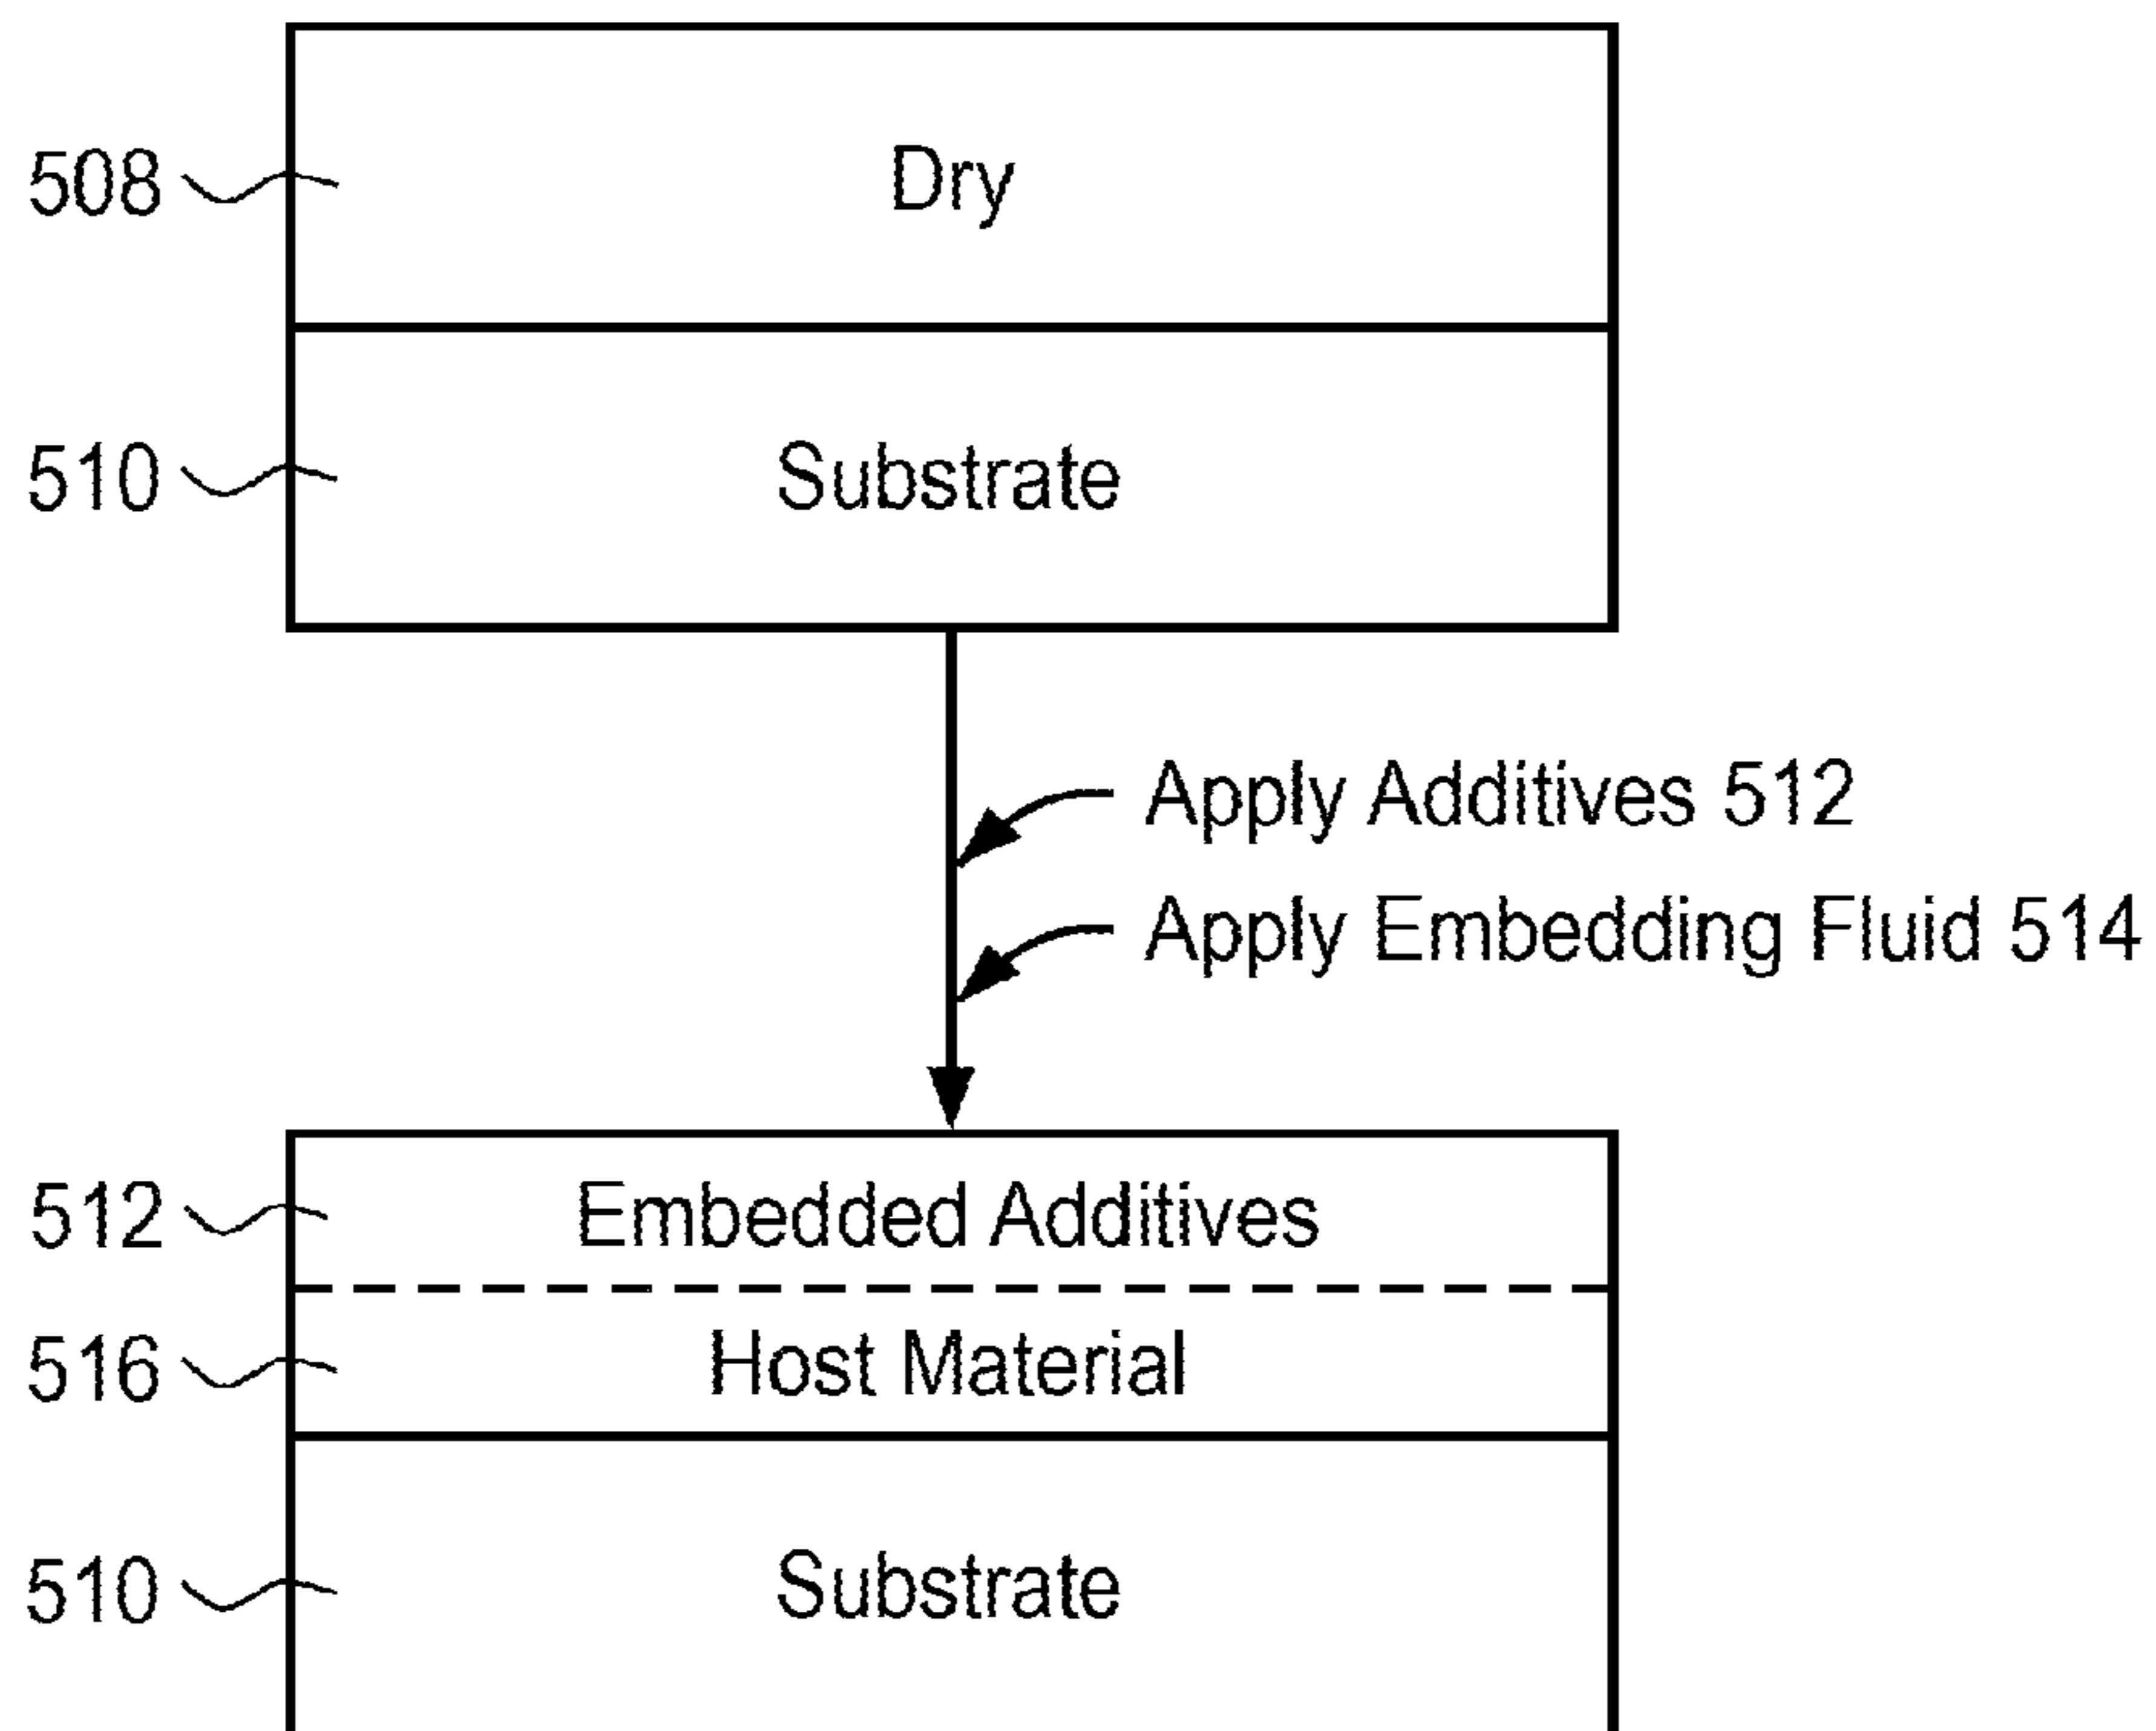 508 Dry
510 Substrate
Apply Additives 512
Apply Embedding Fluid 514
512 Embedded Additives
516 Host Material
510 Substrate